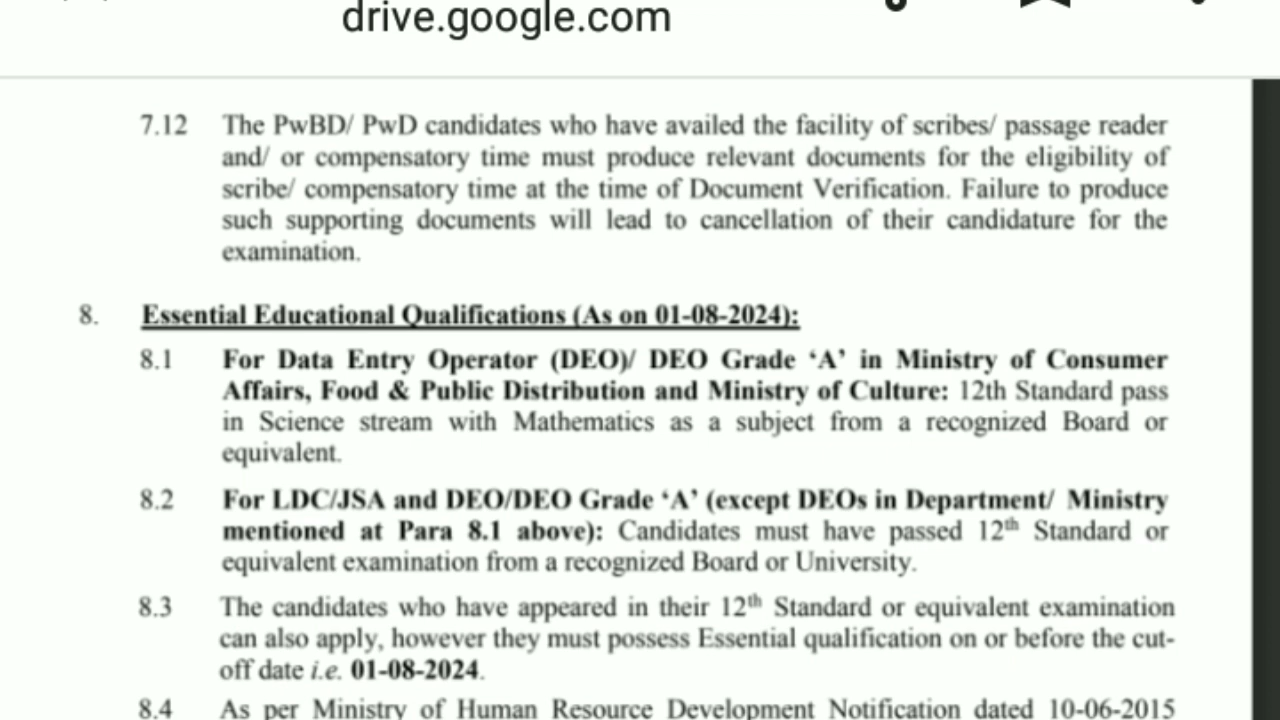 drive.google.com
7.12 The PwBD/ PwD candidates who have availed the facility of scribes/ passage reader
and/ or compensatory time must produce relevant documents for the eligibility of
scribe/ compensatory time at the time of Document Verification. Failure to produce
such supporting documents will lead to cancellation of their candidature for the
examination.
8. Essential Educational Qualifications (As on 01-08-2024):
8.1 For Data Entry Operator (DEO)/ DEO Grade ‘A’ in Ministry of Consumer
Affairs, Food & Public Distribution and Ministry of Culture: 12th Standard pass
in Science stream with Mathematics as a subject from a recognized Board or
equivalent.
8.2 For LDC/JSA and DEO/DEO Grade ‘A’ (except DEOs in Department/ Ministry
mentioned at Para 8.1 above): Candidates must have passed 12th Standard or
equivalent examination from a recognized Board or University.
8.3 The candidates who have appeared in their 12th Standard or equivalent examination
can also apply, however they must possess Essential qualification on or before the cut-
off date i.e. 01-08-2024.
8.4 As per Ministry of Human Resource Development Notification dated 10-06-2015